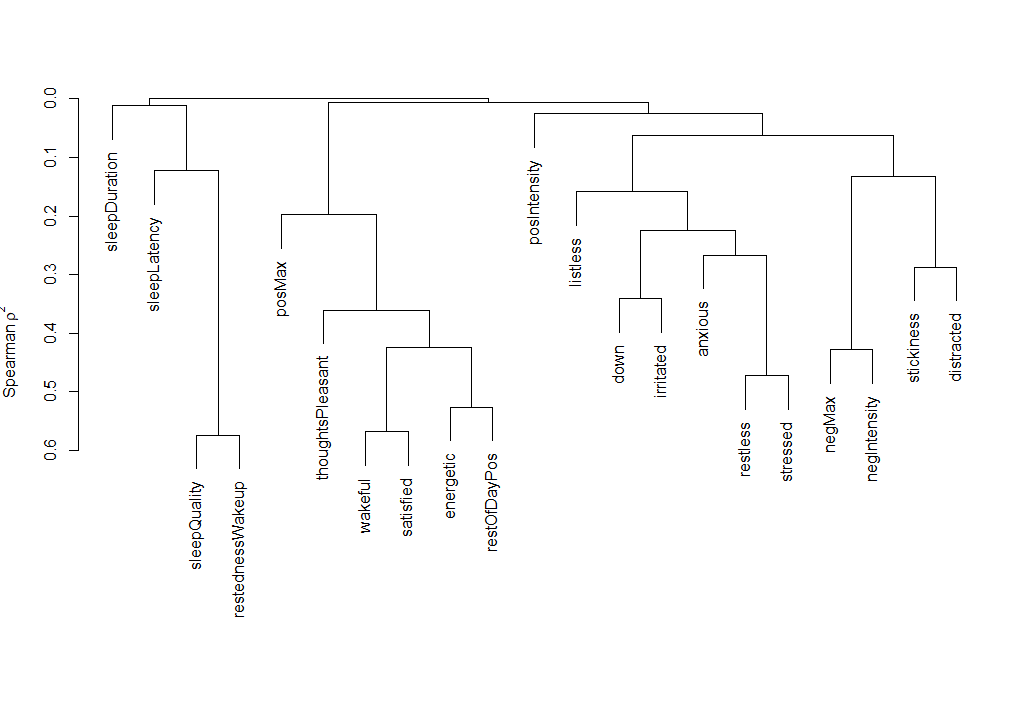 Spearman ρ²
0.0
0.1
0.2
0.3
0.4
0.5
0.6
sleepDuration
sleepLatency
sleepQuality
restednessWakeup
posMax
thoughtsPleasant
wakeful
satisfied
energetic
restOfDayPos
posIntensity
listless
down
irritated
anxious
restless
stressed
negMax
negIntensity
stickiness
distracted